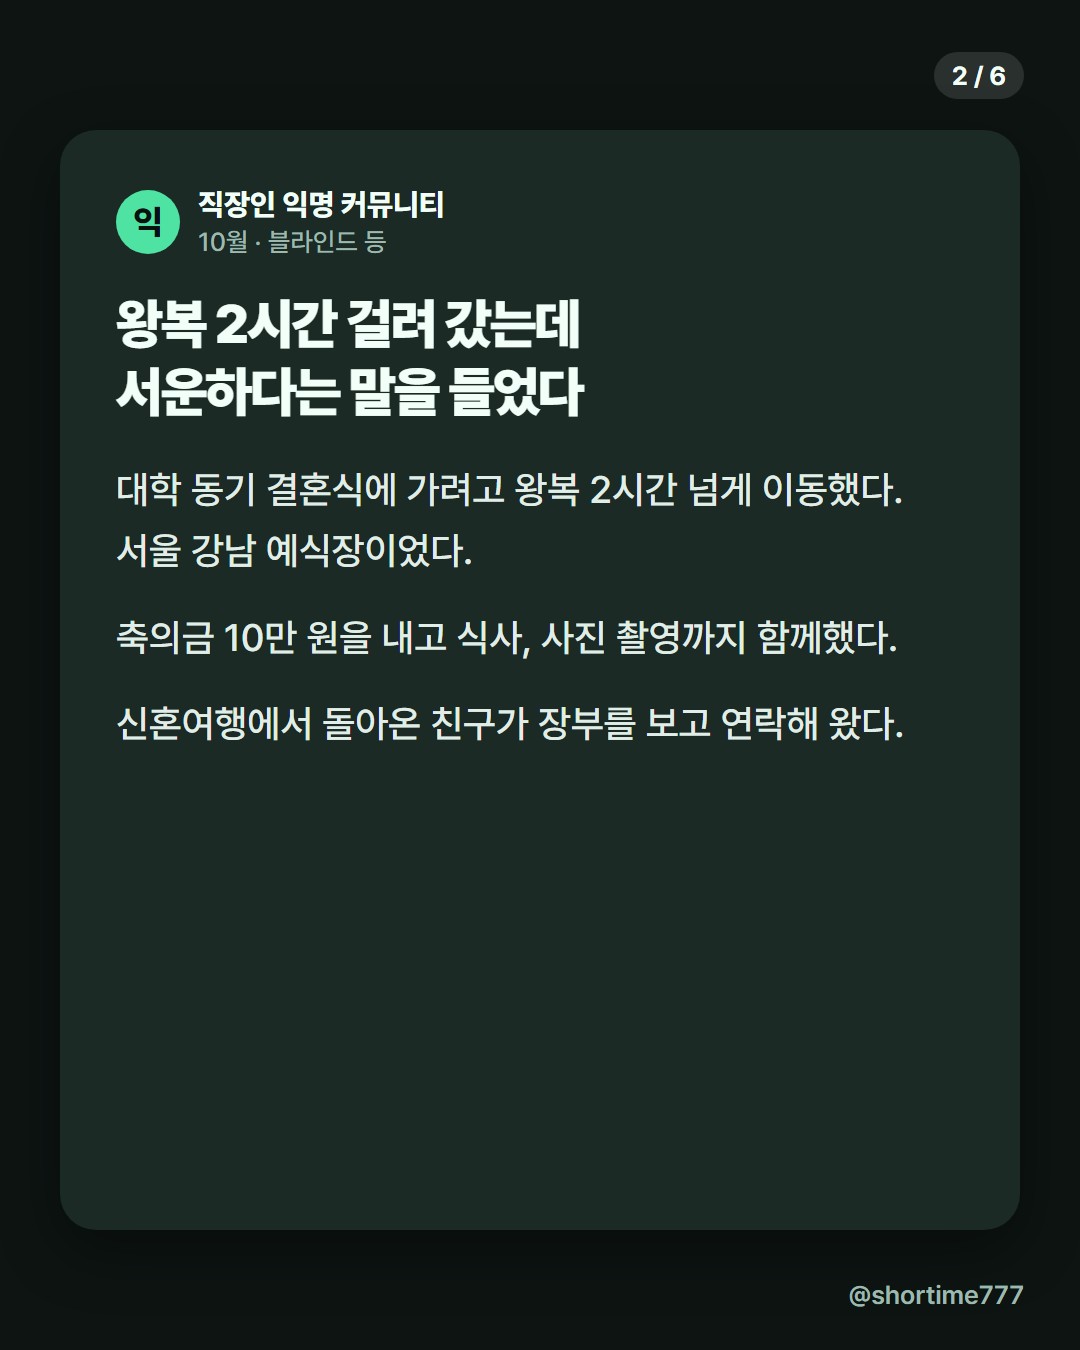 2 / 6
익
직장인 익명 커뮤니티
10월 · 블라인드 등
왕복 2시간 걸려 갔는데
서운하다는 말을 들었다
대학 동기 결혼식에 가려고 왕복 2시간 넘게 이동했다.
서울 강남 예식장이었다.
축의금 10만 원을 내고 식사, 사진 촬영까지 함께했다.
신혼여행에서 돌아온 친구가 장부를 보고 연락해 왔다.
@shortime777